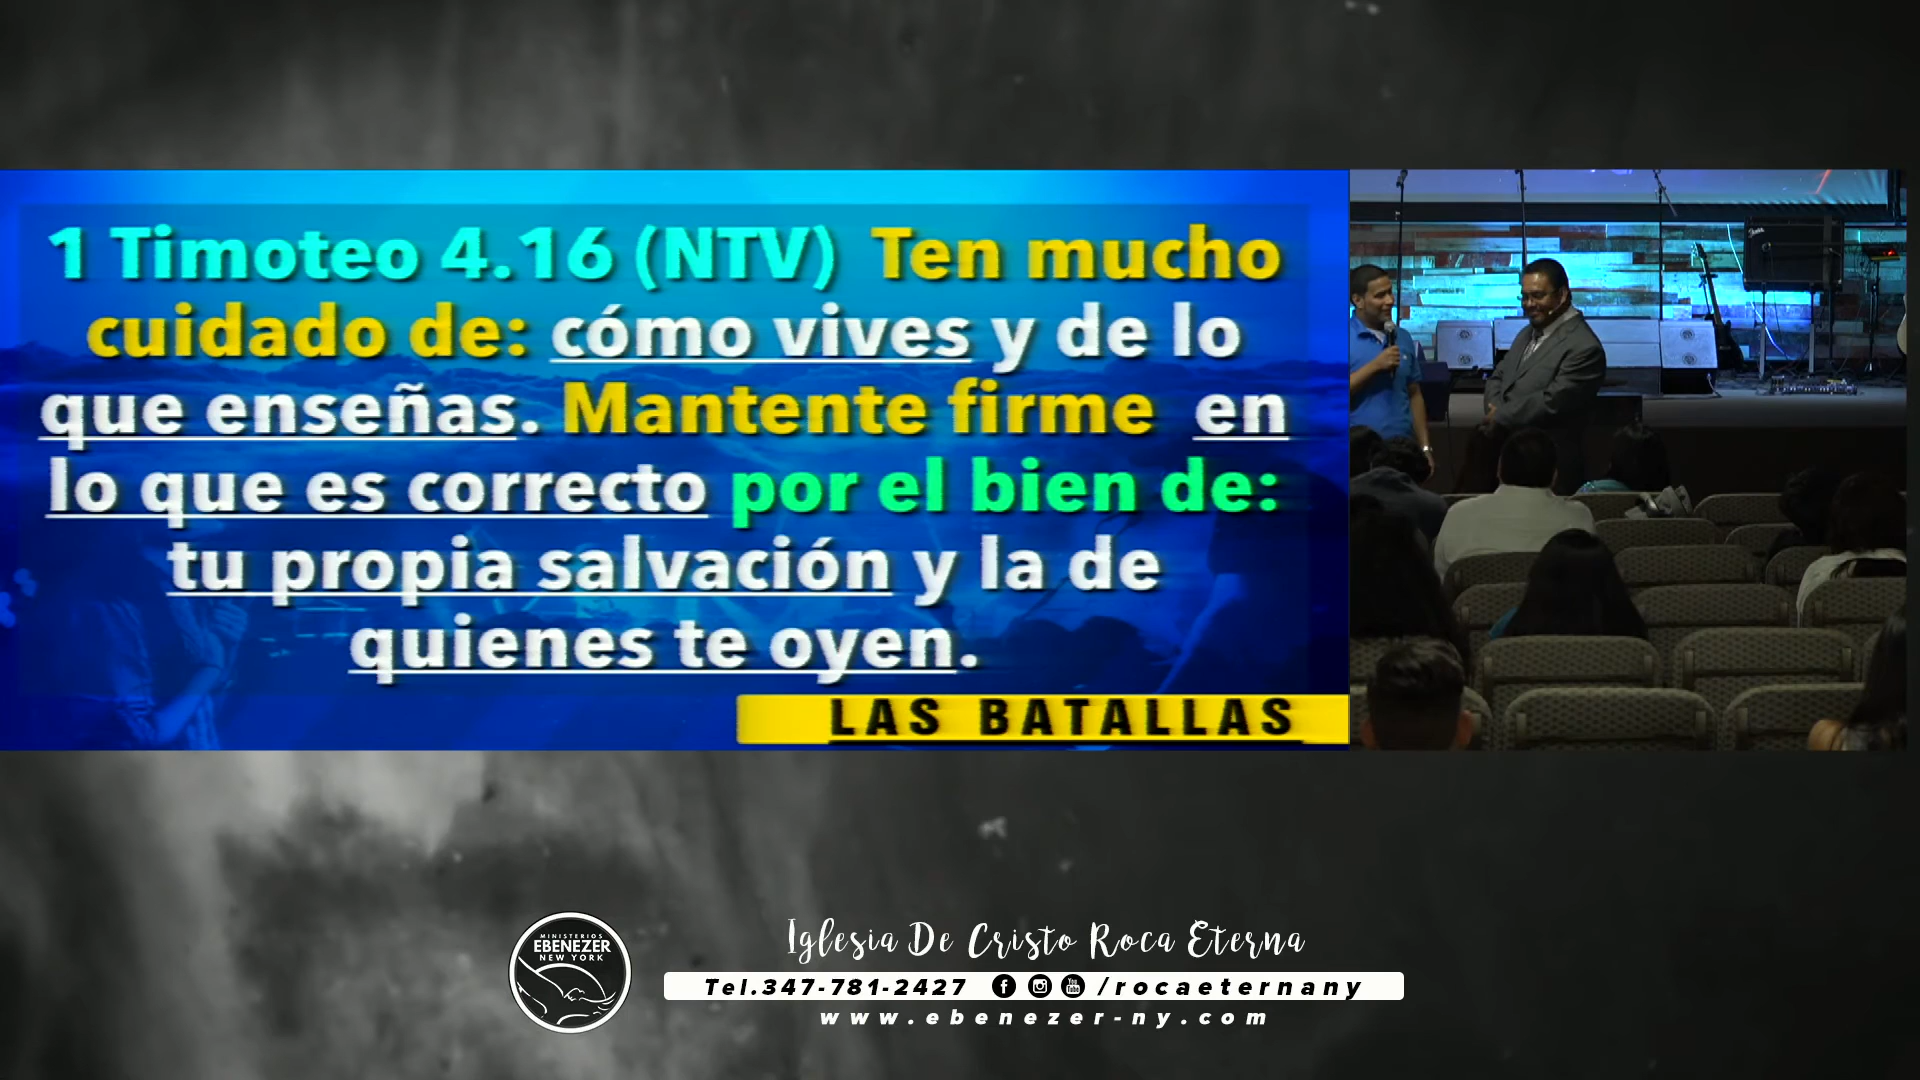 1 Timoteo 4.16 (NTV) Ten mucho
cuidado de: cómo vives y de lo
que enseñas. Mantente firme en
lo que es correcto por el bien de:
tu propia salvación y la de
quienes te oyen.
LAS BATALLAS
MINISTERIOS
EBENEZER
NEW YORK
Iglesia De Cristo Roca Eterna
Tel.347-781-2427 /rocaeternany
www.ebenezer-ny.com